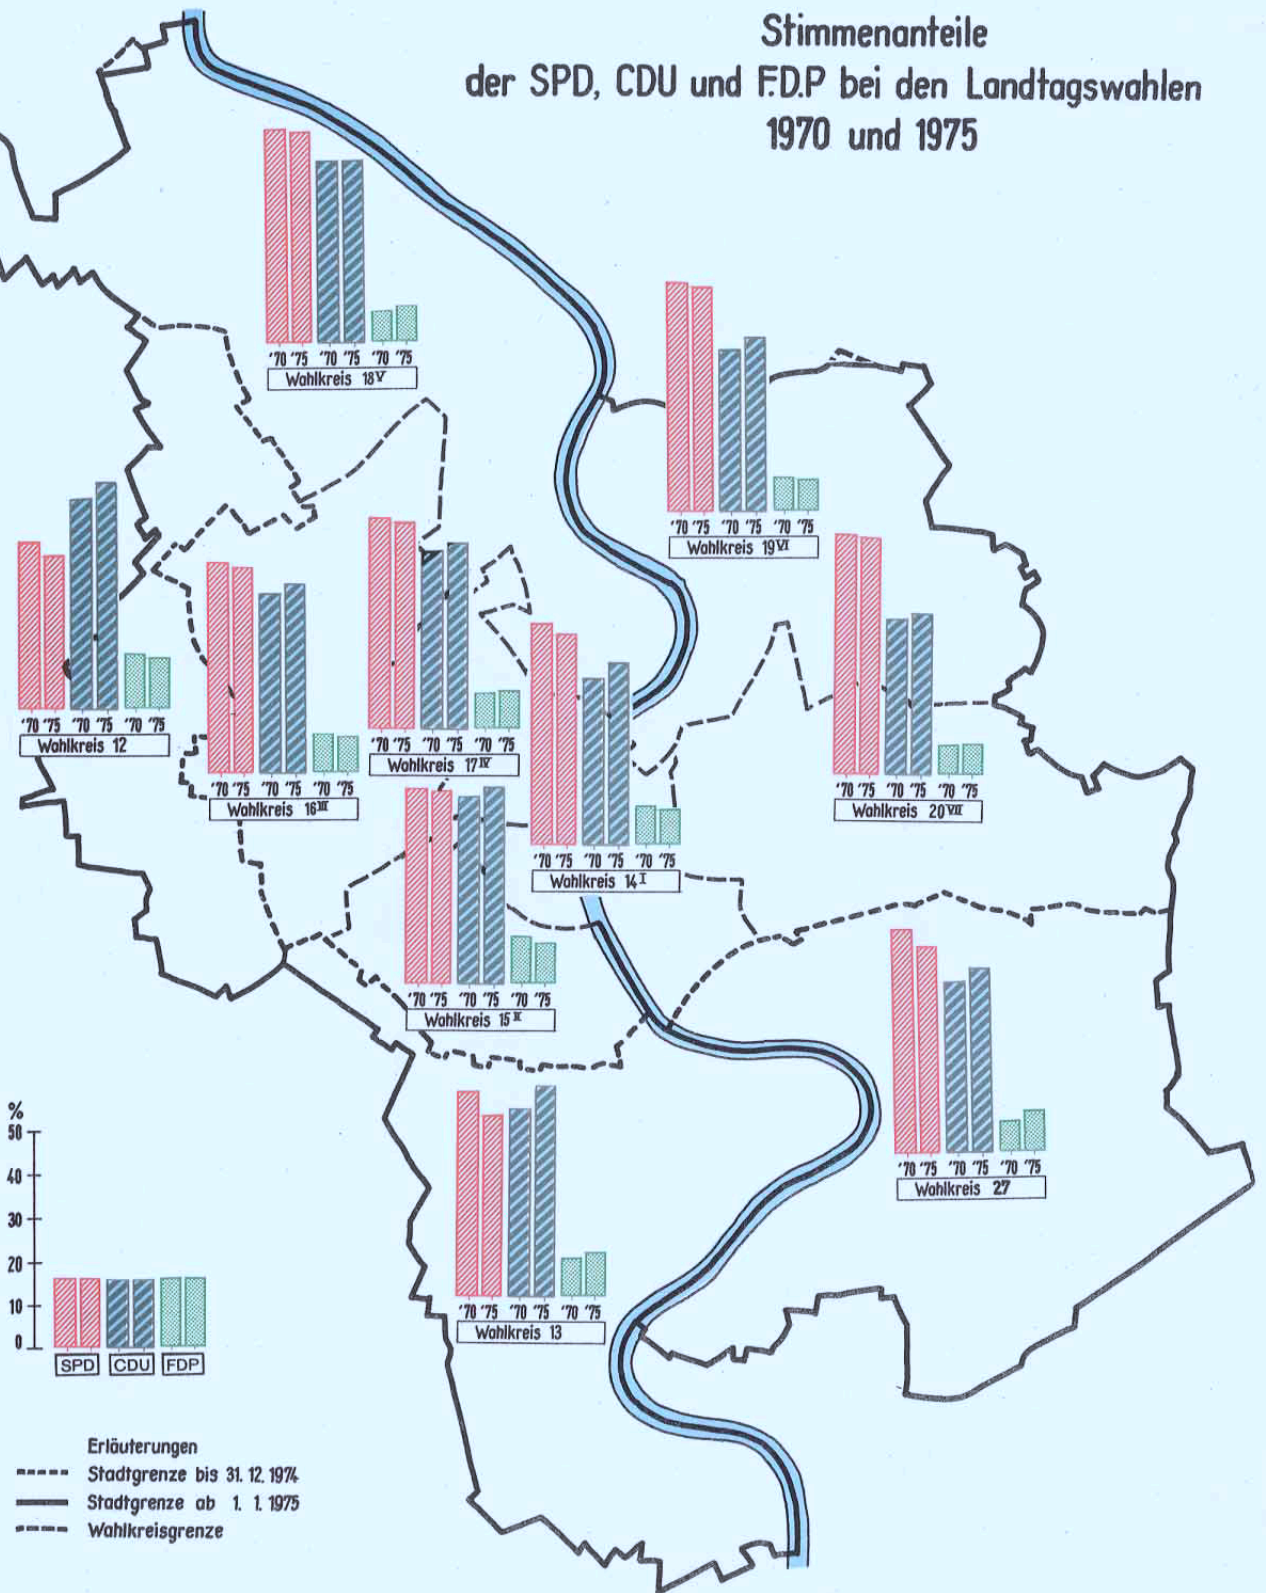 Stimmenanteile
der SPD, CDU und F.D.P bei den Landtagswahlen
1970 und 1975
'70 '75 '70 '75 '70 '75
Wahlkreis 18 V
'70 '75 '70 '75 '70 '75
Wahlkreis 19 VI
'70 '75 '70 '75 '70 '75
Wahlkreis 12
'70 '75 '70 '75 '70 '75
Wahlkreis 16 III
'70 '75 '70 '75 '70 '75
Wahlkreis 17 IV
'70 '75 '70 '75 '70 '75
Wahlkreis 14 I
'70 '75 '70 '75 '70 '75
Wahlkreis 20 VII
'70 '75 '70 '75 '70 '75
Wahlkreis 15 II
'70 '75 '70 '75 '70 '75
Wahlkreis 27
'70 '75 '70 '75 '70 '75
Wahlkreis 13
%
50
40
30
20
10
0
SPD CDU FDP
Erläuterungen
Stadtgrenze bis 31. 12. 1974
Stadtgrenze ab 1. 1. 1975
Wahlkreisgrenze